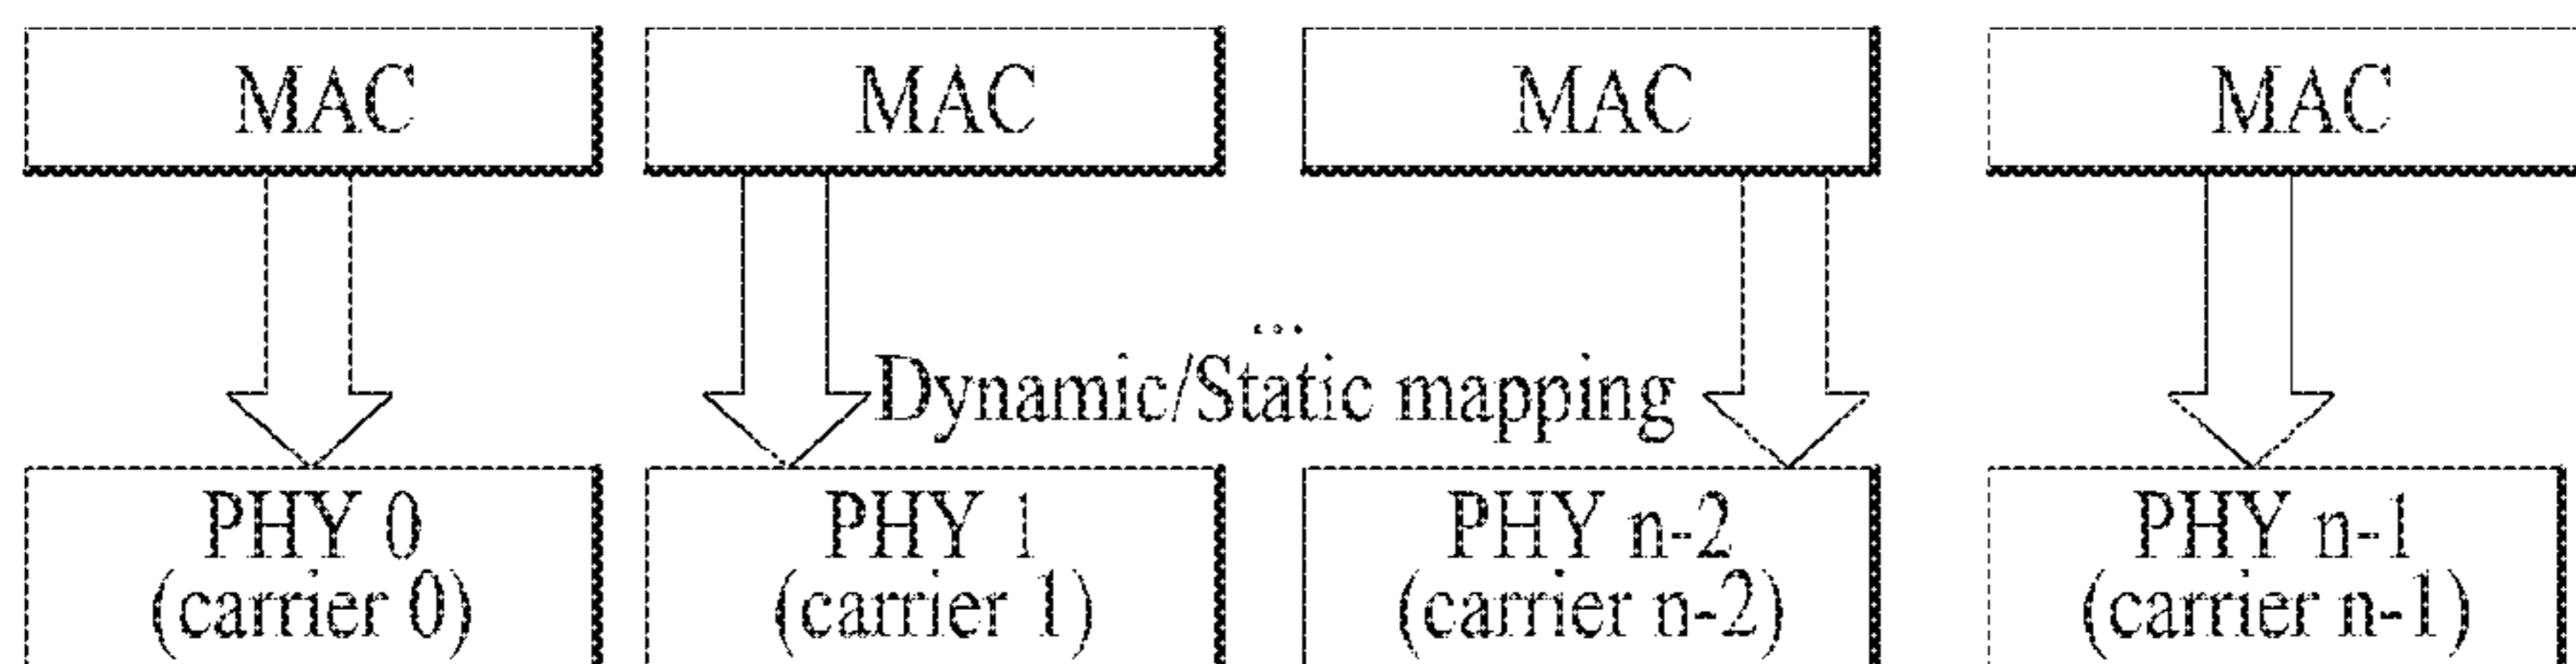 MAC MAC MAC MAC
...
Dynamic/Static mapping
PHY 0 PHY 1 PHY n-2 PHY n-1
(carrier 0) (carrier 1) (carrier n-2) (carrier n-1)